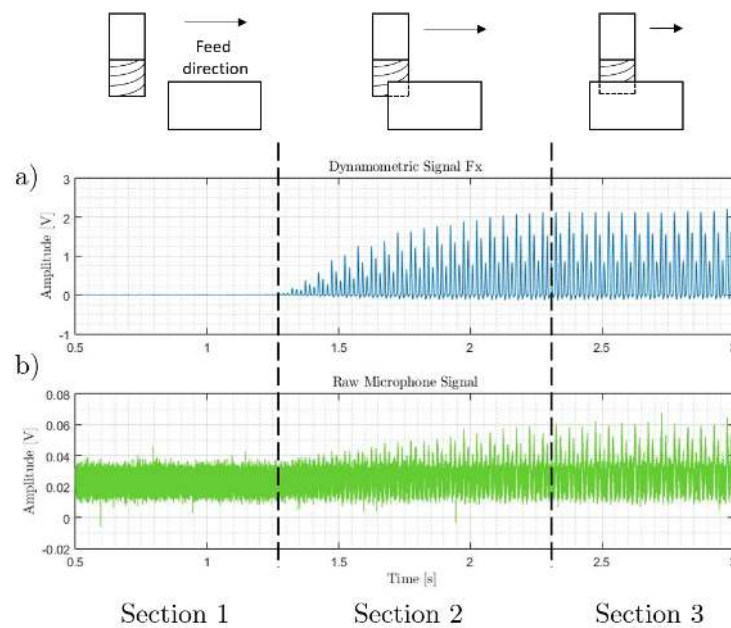 Feed
direction
a)
Dynamometric Signal Fx
Amplitude [V]
3
2
1
0
-1
0.5 1 1.5 2 2.5 3
b)
Raw Microphone Signal
Amplitude [V]
0.08
0.06
0.04
0.02
0
-0.02
0.5 1 1.5 2 2.5 3
Time [s]
Section 1 Section 2 Section 3